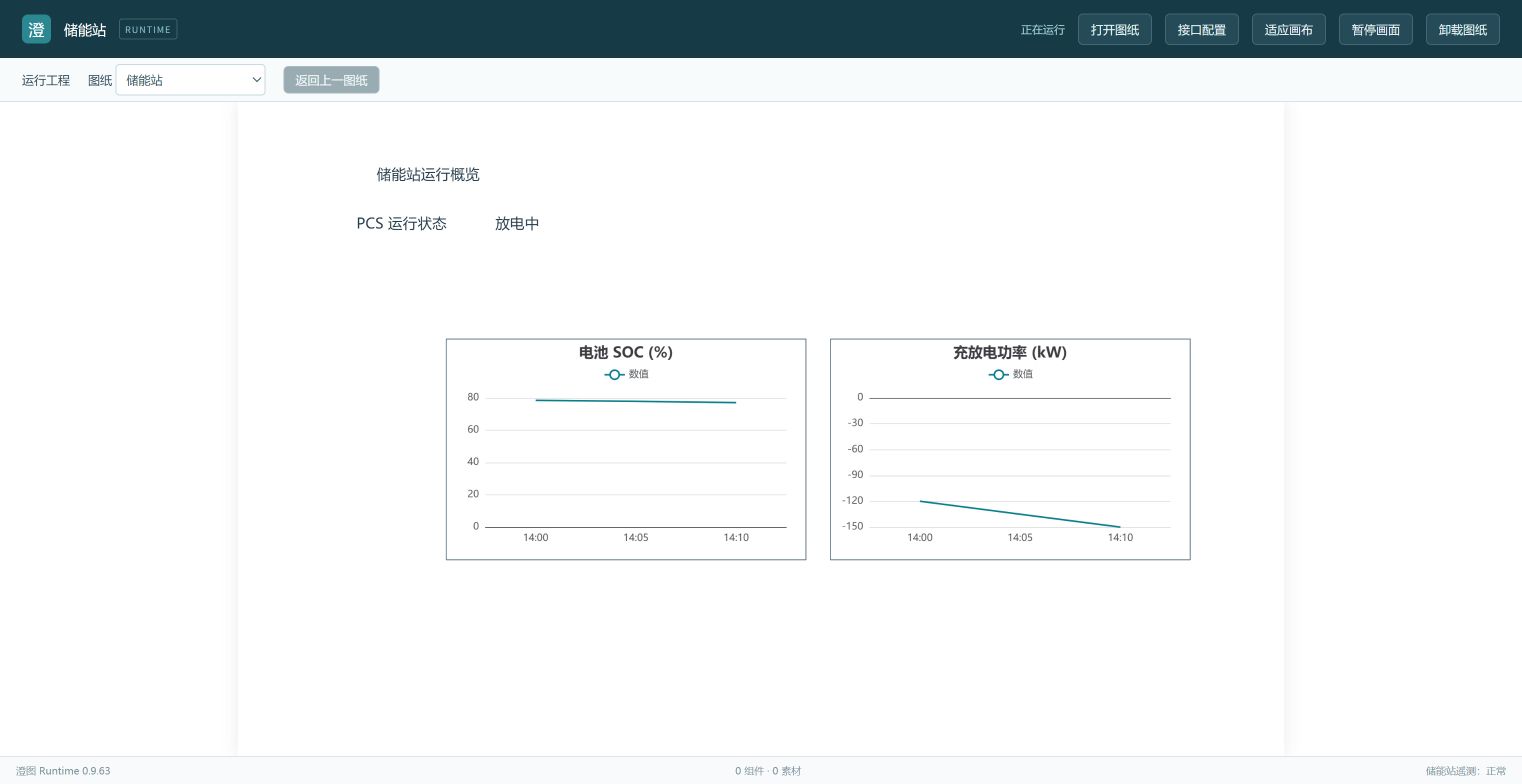 澄 储能站 RUNTIME 正在运行 打开图纸 接口配置 适应画布 暂停画面 卸载图纸
运行工程 图纸 储能站 返回上一图纸
储能站运行概览
PCS 运行状态 放电中
电池 SOC (%)
数值
80
60
40
20
0
14:00 14:05 14:10
充放电功率 (kW)
数值
0
-30
-60
-90
-120
-150
14:00 14:05 14:10
澄图 Runtime 0.9.63 0 组件 · 0 素材 储能站遥测：正常